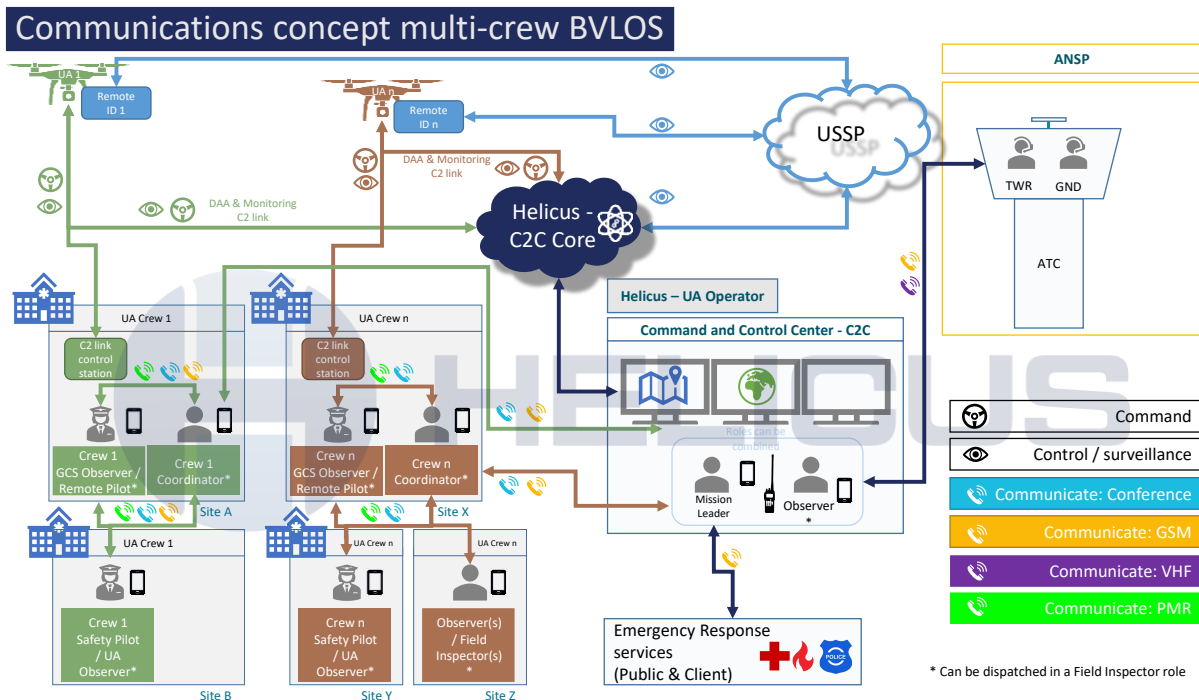 Communications concept multi-crew BVLOS
UA 1
Remote
ID 1
UA n
Remote
ID n
USSP
USSP
ANSP
TWR
GND
ATC
DAA & Monitoring
C2 link
DAA & Monitoring
C2 link
Helicus -
C2C Core
Helicus – UA Operator
Command and Control Center - C2C
Roles can be
combined
Mission
Leader
Observer
*
UA Crew 1
C2 link
control
station
Crew 1
GCS Observer /
Remote Pilot*
Crew 1
Coordinator*
Site A
UA Crew n
C2 link
control
station
Crew n
GCS Observer /
Remote Pilot*
Crew n
Coordinator*
Site X
HELICUS
UA Crew 1
Crew 1
Safety Pilot
/ UA
Observer*
Site B
UA Crew n
Crew n
Safety Pilot
/ UA
Observer*
Site Y
UA Crew n
Observer(s)
/ Field
Inspector(s)
*
Site Z
Emergency Response
services
(Public & Client)
POLICE
Command
Control / surveillance
Communicate: Conference
Communicate: GSM
Communicate: VHF
Communicate: PMR
* Can be dispatched in a Field Inspector role